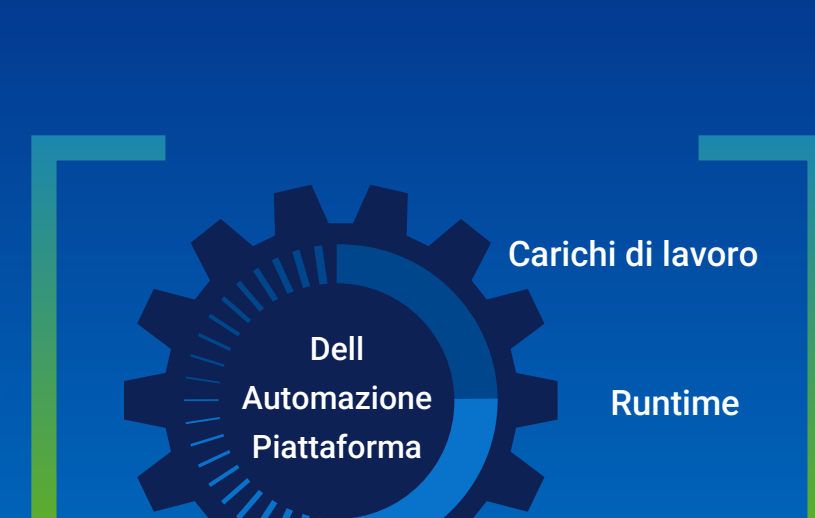 Carichi di lavoro
Dell
Automazione
Piattaforma
Runtime